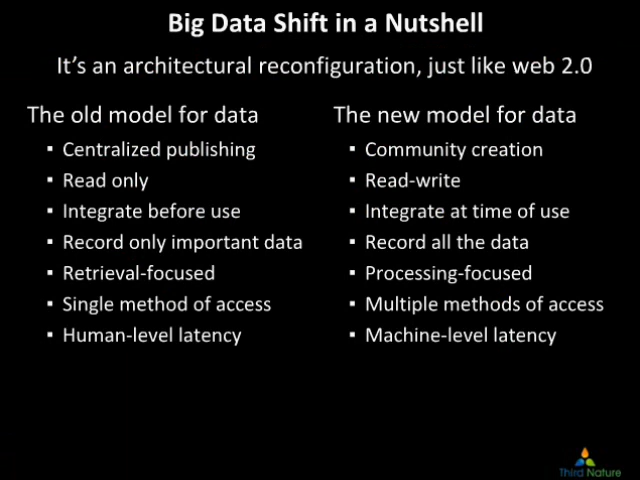 Big Data Shift in a Nutshell
It's an architectural reconfiguration, just like web 2.0
The old model for data
▪ Centralized publishing
▪ Read only
▪ Integrate before use
▪ Record only important data
▪ Retrieval-focused
▪ Single method of access
▪ Human-level latency
The new model for data
▪ Community creation
▪ Read-write
▪ Integrate at time of use
▪ Record all the data
▪ Processing-focused
▪ Multiple methods of access
▪ Machine-level latency
Third Nature